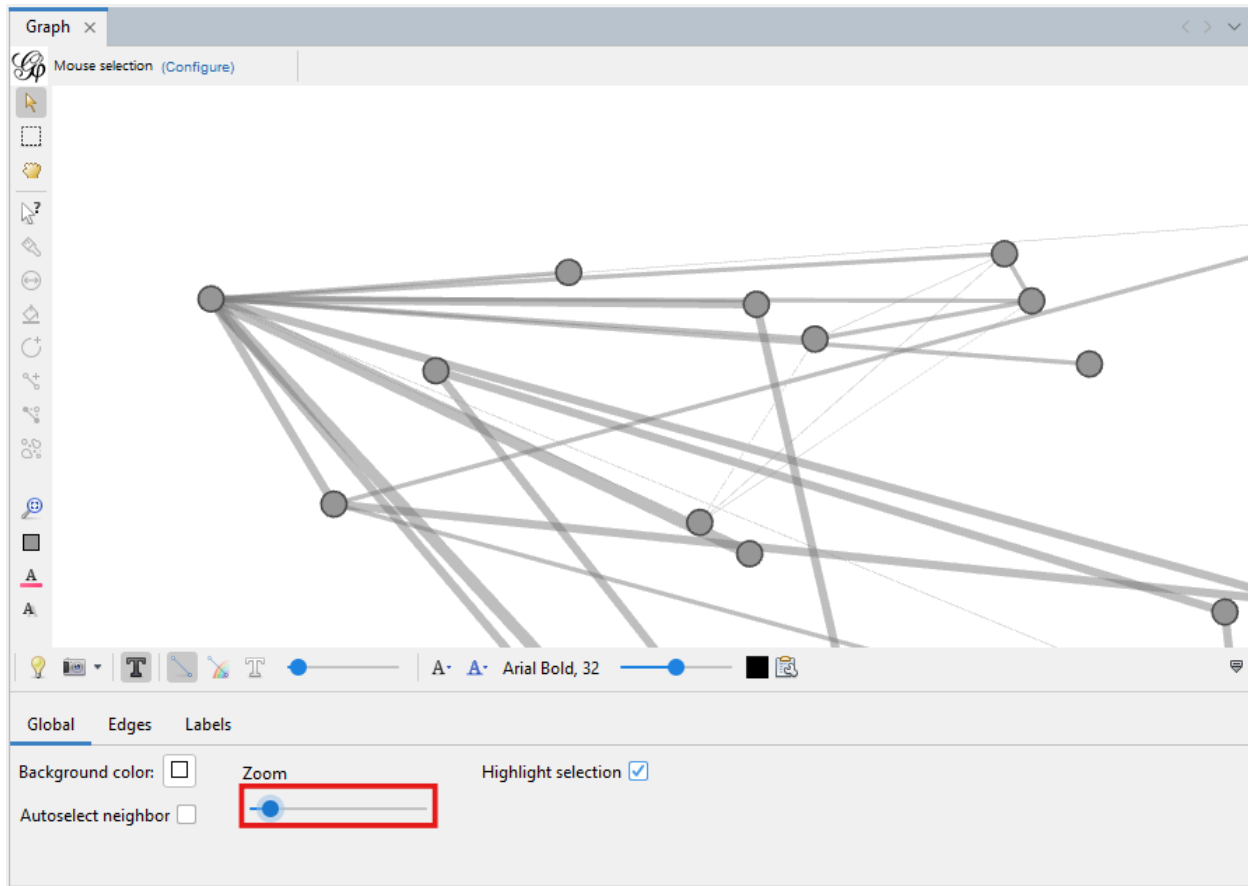 Graph
Mouse selection (Configure)
Arial Bold, 32
Global Edges Labels
Background color: Zoom Highlight selection
Autoselect neighbor